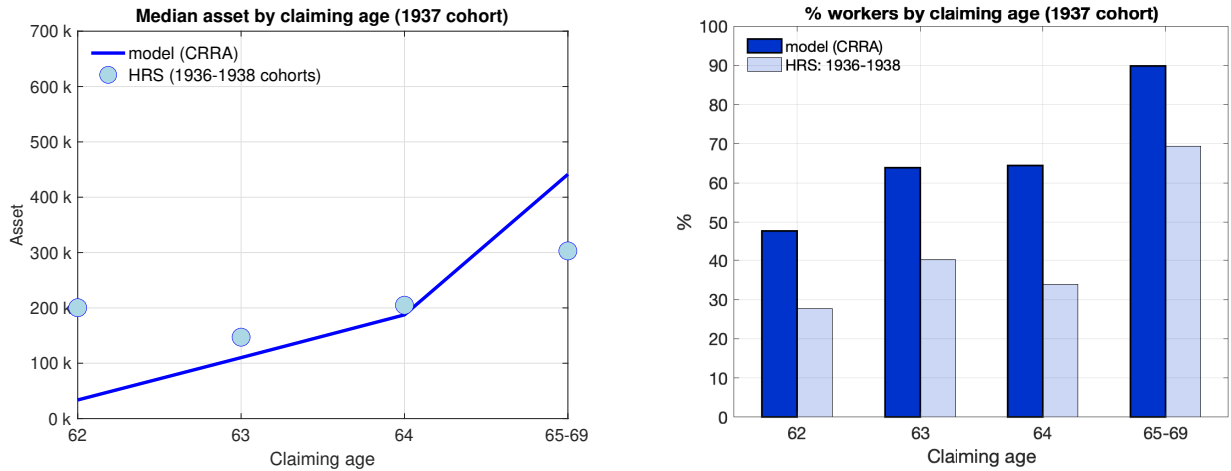 Median asset by claiming age (1937 cohort)
700 k
600 k
500 k
400 k
300 k
200 k
100 k
0 k
Asset
model (CRRA)
HRS (1936-1938 cohorts)
62 63 64 65-69
Claiming age
% workers by claiming age (1937 cohort)
100
90
80
70
60
50
40
30
20
10
0
%
model (CRRA)
HRS: 1936-1938
62 63 64 65-69
Claiming age